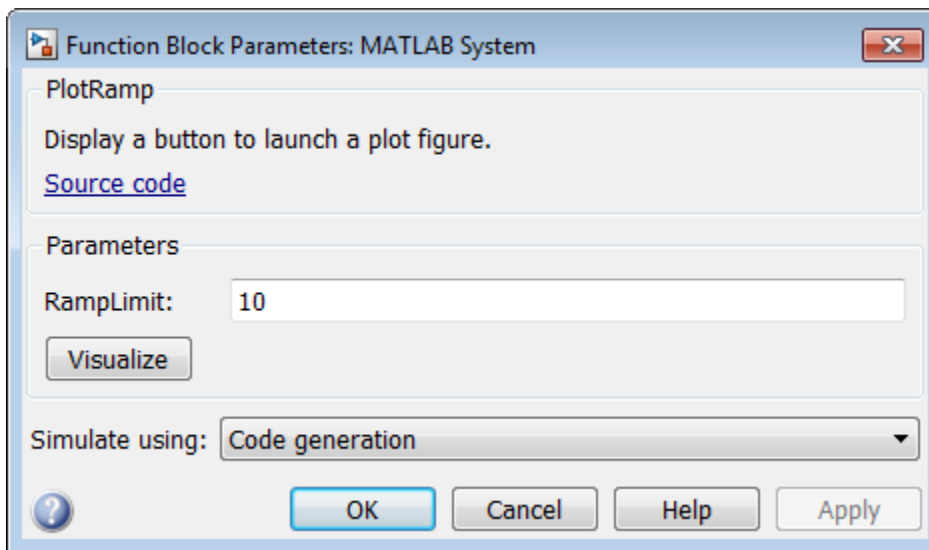 Function Block Parameters: MATLAB System
PlotRamp
Display a button to launch a plot figure.
Source code
Parameters
RampLimit: 10
Visualize
Simulate using: Code generation
? OK Cancel Help Apply